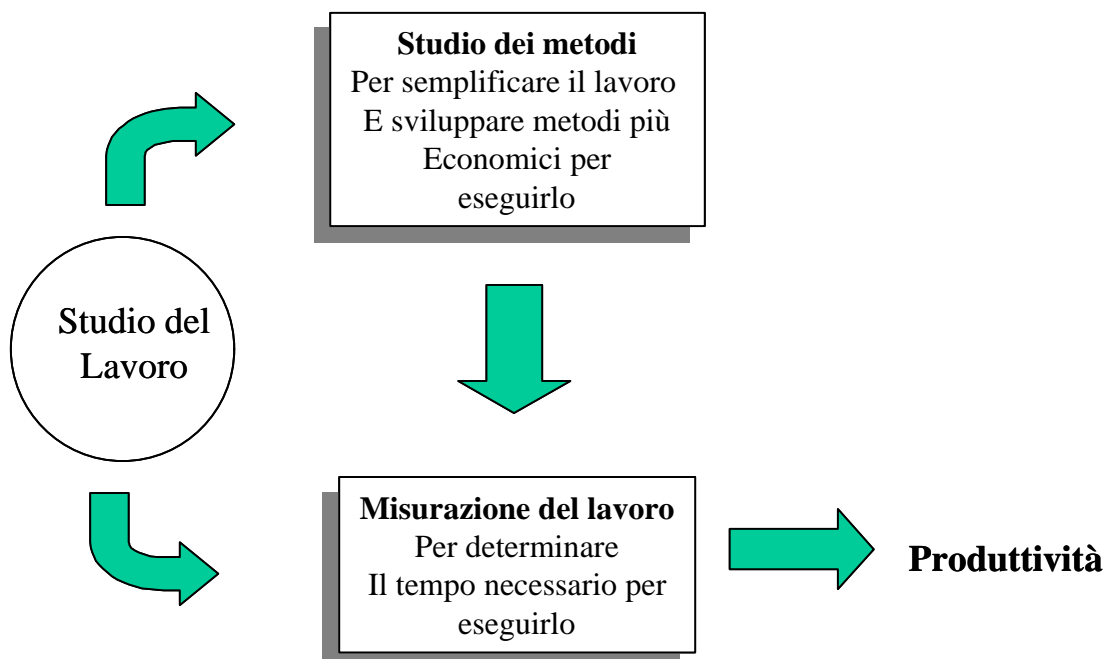 Studio dei metodi
Per semplificare il lavoro
E sviluppare metodi più
Economici per
eseguirlo
Studio del
Lavoro
Misurazione del lavoro
Per determinare
Il tempo necessario per
eseguirlo
Produttività